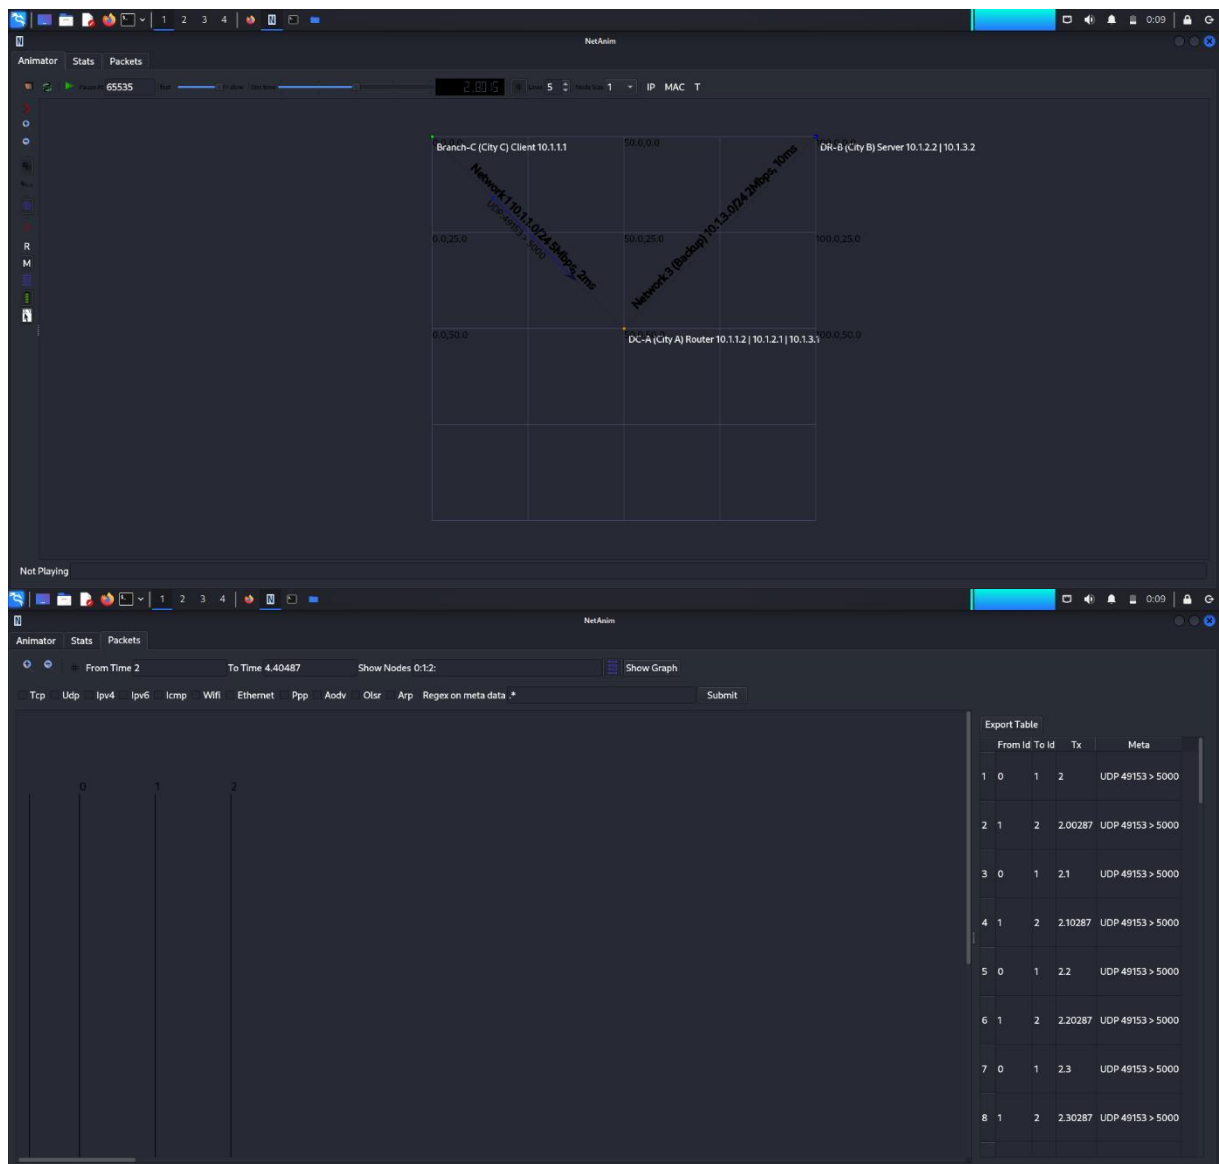 1 2 3 4 0:09
NetAnim
Animator Stats Packets
65535 5 1 IP MAC T
Branch-C (City C) Client 10.1.1.1
50.0,0.0
DR-B (City B) Server 10.1.2.2 | 10.1.3.2
Network 1 10.1.1.0/24 5Mbps, 2ms
UDP 49153 > 5000
Network 3 (Backup) 10.1.3.0/24 2Mbps, 10ms
0.0,25.0 50.0,25.0 100.0,25.0
R
M
0.0,50.0
DC-A (City A) Router 10.1.1.2 | 10.1.2.1 | 10.1.3.1
100.0,50.0
Not Playing
1 2 3 4 0:09
NetAnim
Animator Stats Packets
From Time 2 To Time 4.40487 Show Nodes 0:1:2: Show Graph
Tcp Udp Ipv4 Ipv6 Icmp Wifi Ethernet Ppp Aodv Olsr Arp Regex on meta data .* Submit
Export Table
From Id To Id Tx Meta
0 1 2
1 0 1 2 UDP 49153 > 5000
2 1 2 2.00287 UDP 49153 > 5000
3 0 1 2.1 UDP 49153 > 5000
4 1 2 2.10287 UDP 49153 > 5000
5 0 1 2.2 UDP 49153 > 5000
6 1 2 2.20287 UDP 49153 > 5000
7 0 1 2.3 UDP 49153 > 5000
8 1 2 2.30287 UDP 49153 > 5000